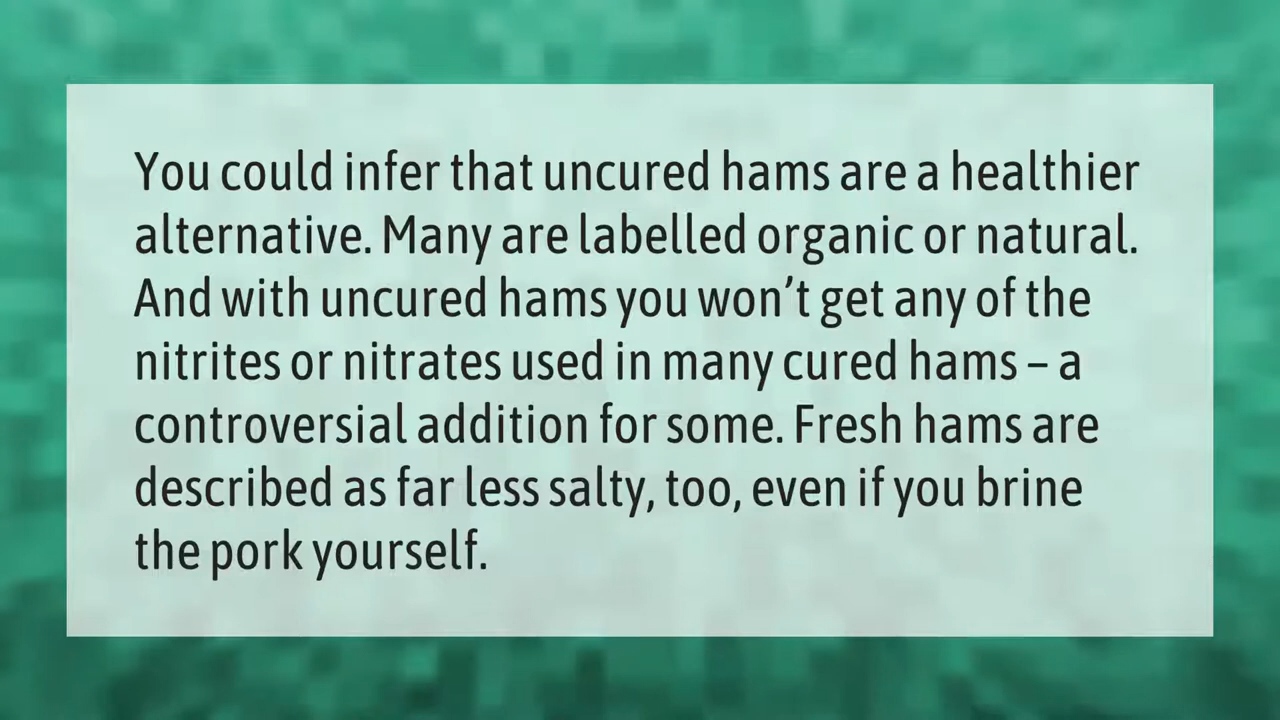 You could infer that uncured hams are a healthier
alternative. Many are labelled organic or natural.
And with uncured hams you won’t get any of the
nitrites or nitrates used in many cured hams – a
controversial addition for some. Fresh hams are
described as far less salty, too, even if you brine
the pork yourself.